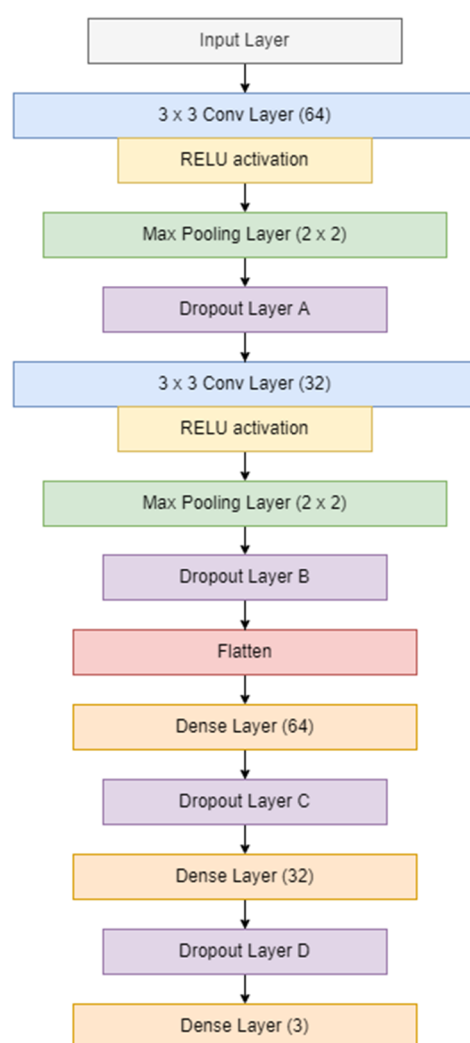 Input Layer
3 x 3 Conv Layer (64)
RELU activation
Max Pooling Layer (2 x 2)
Dropout Layer A
3 x 3 Conv Layer (32)
RELU activation
Max Pooling Layer (2 x 2)
Dropout Layer B
Flatten
Dense Layer (64)
Dropout Layer C
Dense Layer (32)
Dropout Layer D
Dense Layer (3)